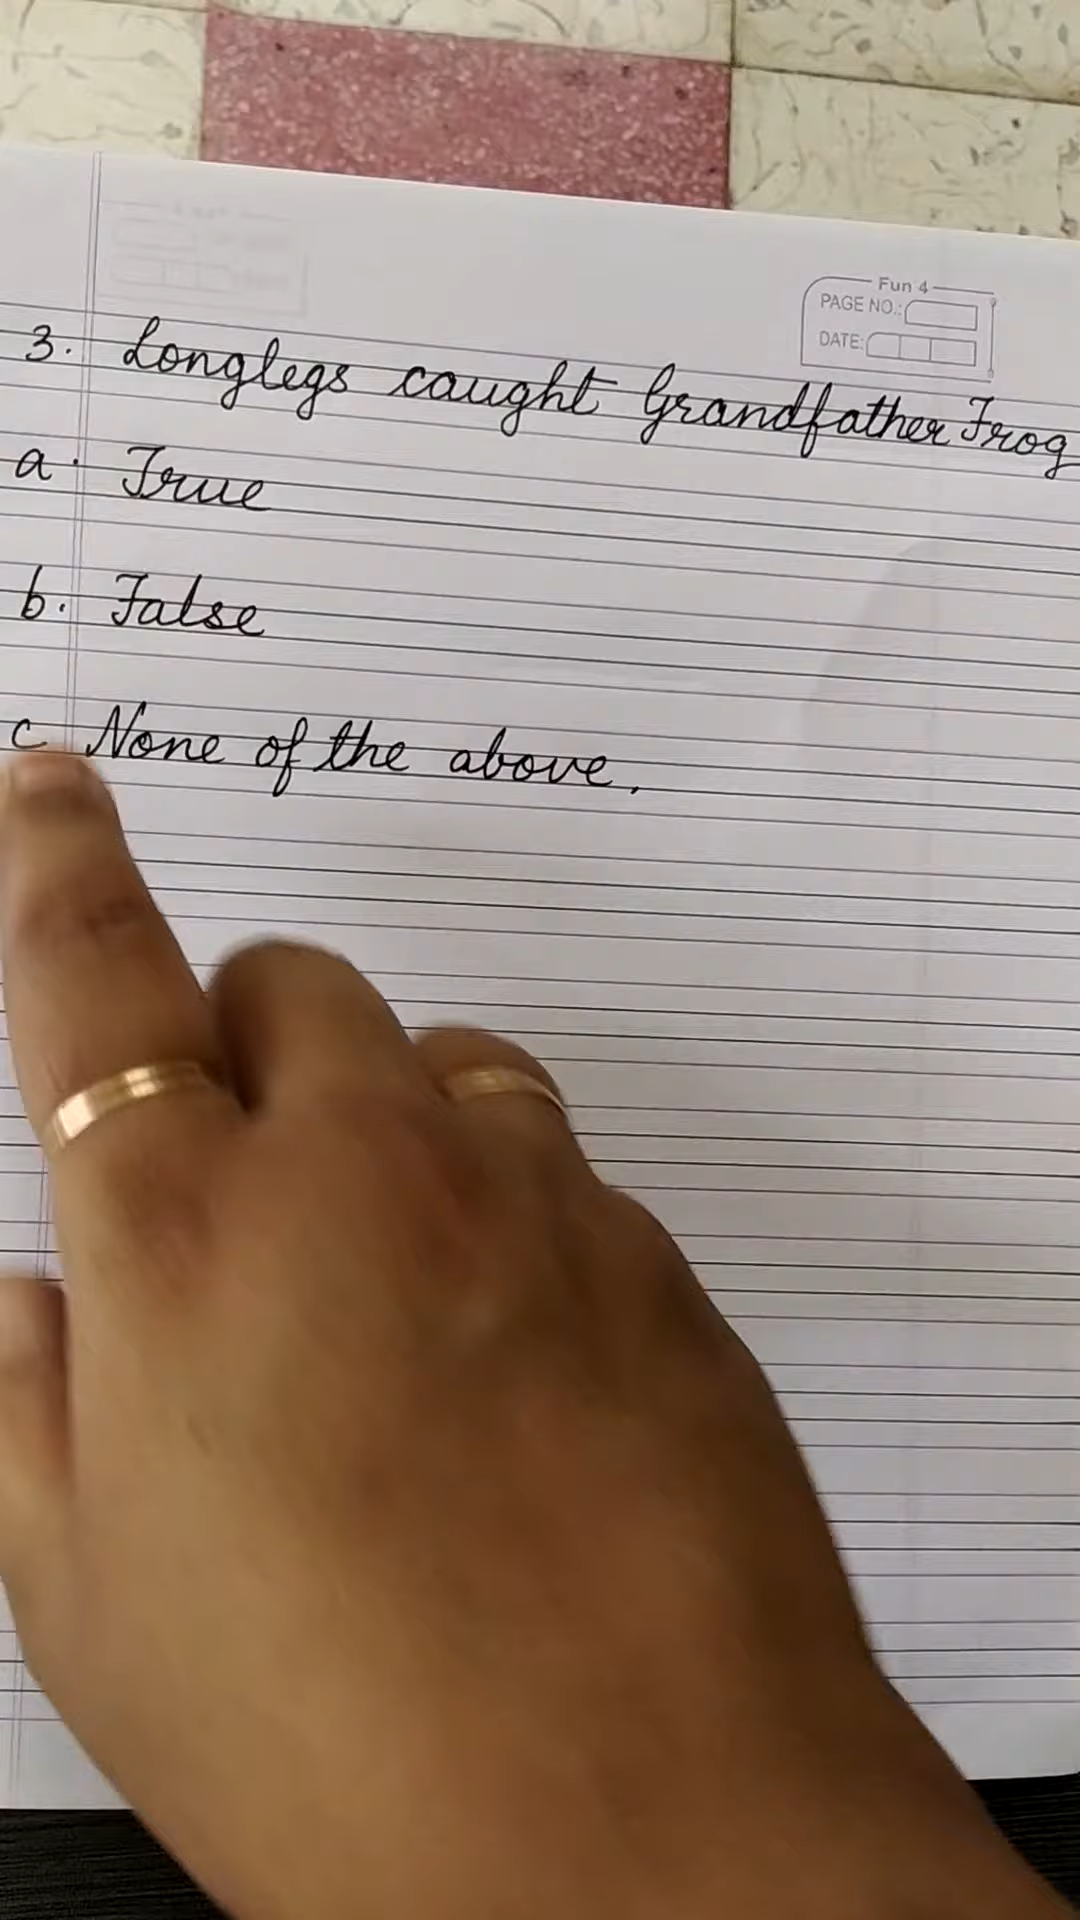 Fun 4
PAGE NO.:
DATE:
3. Longlegs caught Grandfather Frog
a. True
b. False
c None of the above.